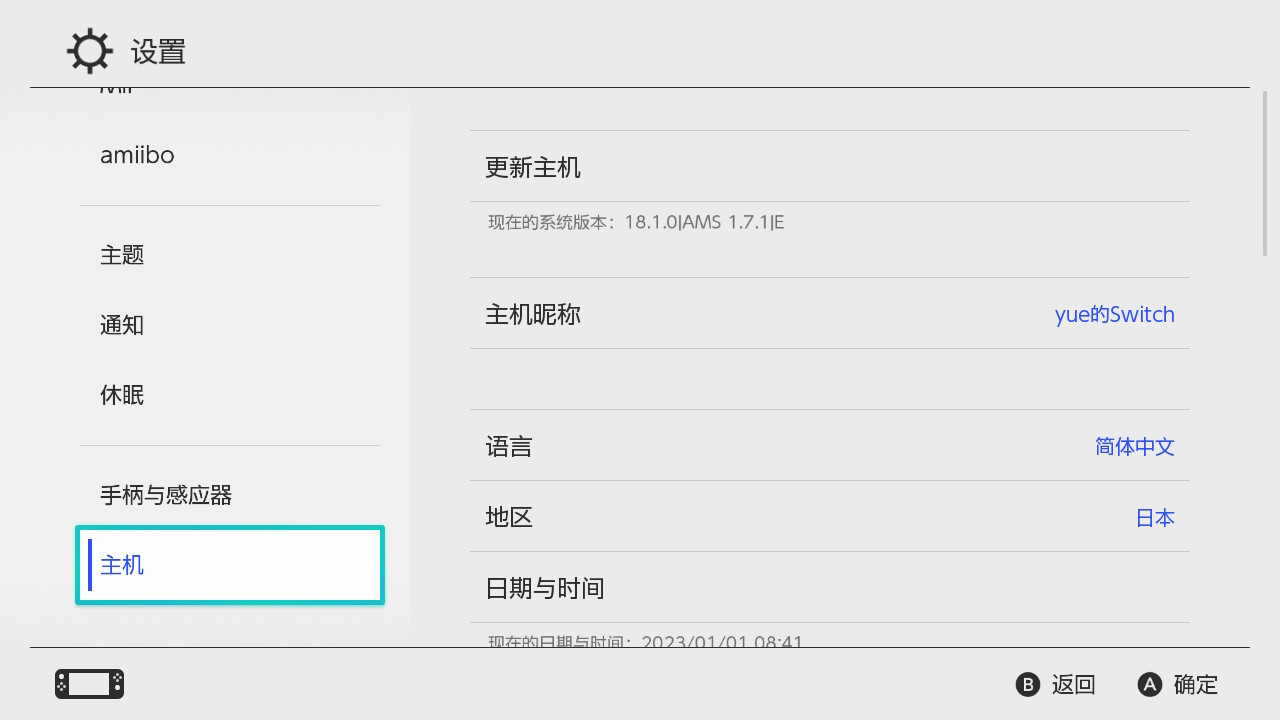 设置
amiibo
主题
通知
休眠
手柄与感应器
主机
更新主机
现在的系统版本：18.1.0|AMS 1.7.1|E
主机昵称
yue的Switch
语言
简体中文
地区
日本
日期与时间
现在的日期与时间：2023/01/01 08:41
B 返回
A 确定